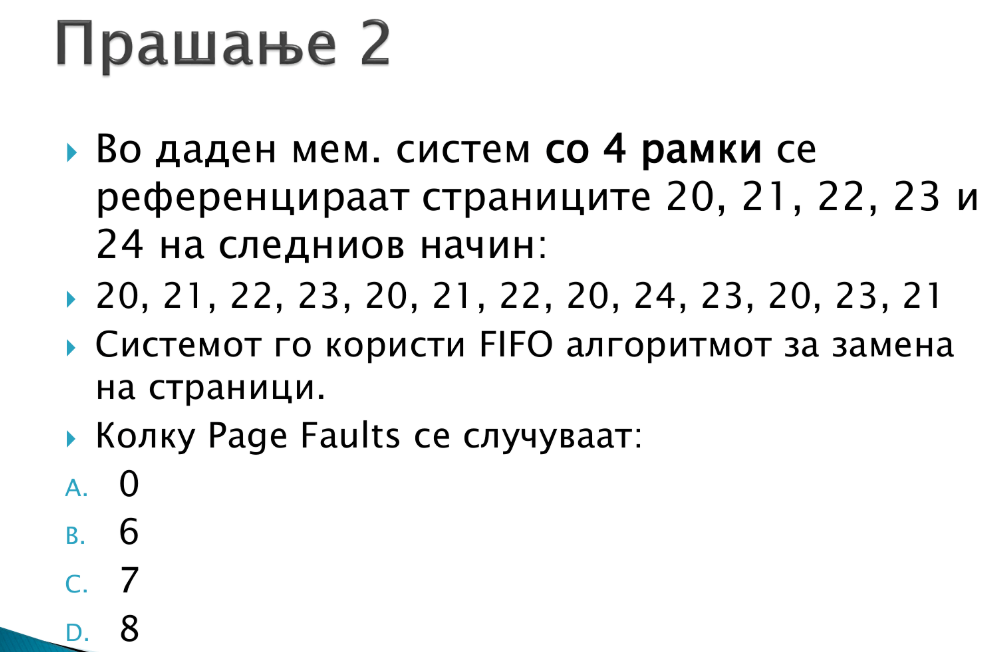 Прашање 2
Во даден мем. систем со 4 рамки се
референцираат страниците 20, 21, 22, 23 и
24 на следниов начин:
20, 21, 22, 23, 20, 21, 22, 20, 24, 23, 20, 23, 21
Системот го користи FIFO алгоритмот за замена
на страници.
Колку Page Faults се случуваат:
A. 0
B. 6
C. 7
D. 8